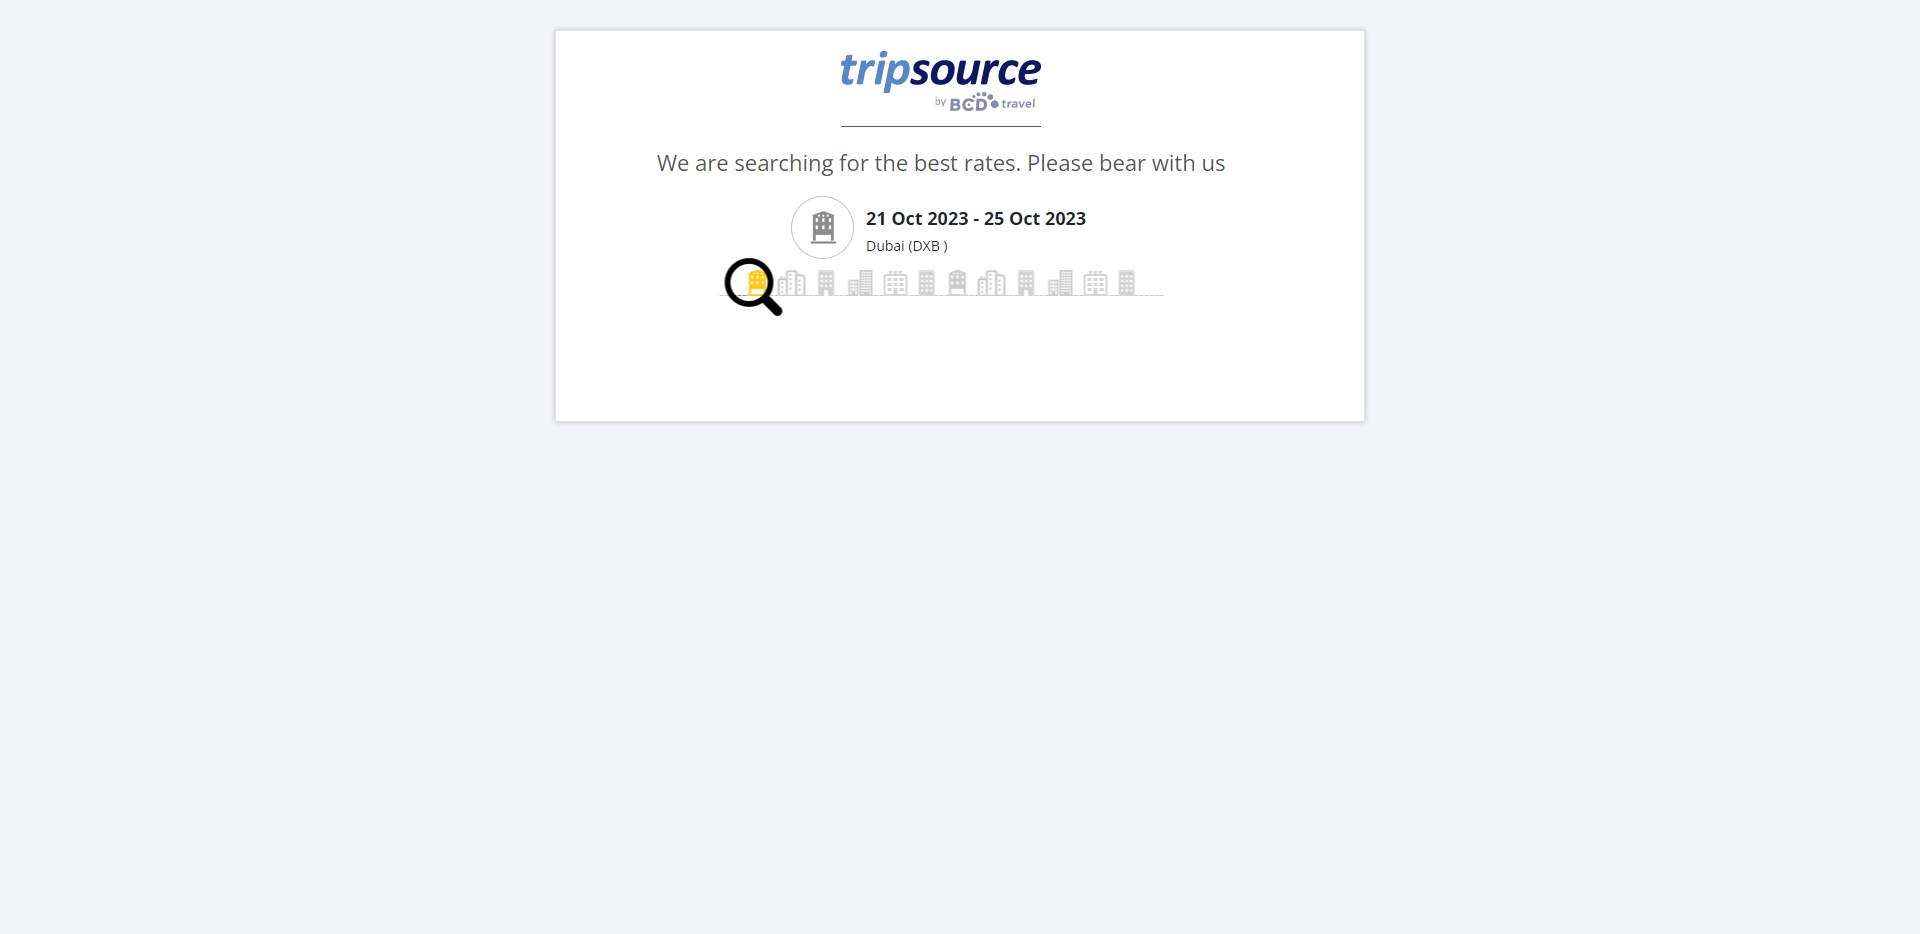 tripsource
by BCD travel
We are searching for the best rates. Please bear with us
21 Oct 2023 - 25 Oct 2023
Dubai (DXB )